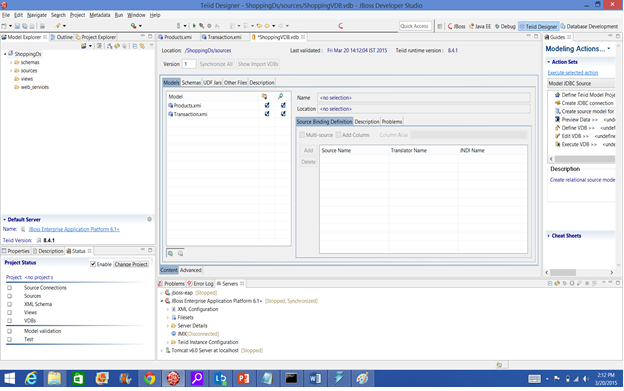 Teiid Designer - ShoppingDs/sources/ShoppingVDB.vdb - JBoss Developer Studio
File Edit Navigate Search Project Metadata Run Window Help
Quick Access
JBoss Java EE Debug Teiid Designer Database Development
Model Explorer Outline Project Explorer
ShoppingDs
schemas
sources
views
web_services
Default Server
Name: JBoss Enterprise Application Platform 6.1+
Teiid Version: 8.4.1
Properties Description Status
Project Status
Enable Change Project
Project: <no project s
Source Connections
Sources
XML Schema
Views
VDBs
Model validation
Test
Products.xmi Transaction.xmi *ShoppingVDB.vdb
Location: /ShoppingDs/sources Last validated : Fri Mar 20 14:12:04 IST 2015 Teiid runtime version : 8.4.1
Version 1 Synchronize All Show Import VDBs
Models Schemas UDF Jars Other Files Description
Model
Products.xmi
Transaction.xmi
Name <no selection>
Location <no selection>
Source Binding Definition Description Problems
Multi-source Add Column Column Alias
Add
Delete
Source Name Translator Name JNDI Name
Content Advanced
Problems Error Log Servers
jboss-eap [Stopped]
JBoss Enterprise Application Platform 6.1+ [Stopped, Synchronized]
XML Configuration
Filesets
Server Details
JMX[Disconnected]
Teiid Instance Configuration
Tomcat v6.0 Server at localhost [Stopped]
Guides
Modeling Actions...
Action Sets
Execute selected action
Model JDBC Source
Define Teiid Model Proje
Create JDBC connection
Create source model for
Preview Data >> <undef
Define VDB >> <undefi
Edit VDB >> <undefine
Execute VDB >> <undef
Description
Create relational source mode
Cheat Sheets
2:12 PM
3/20/2015